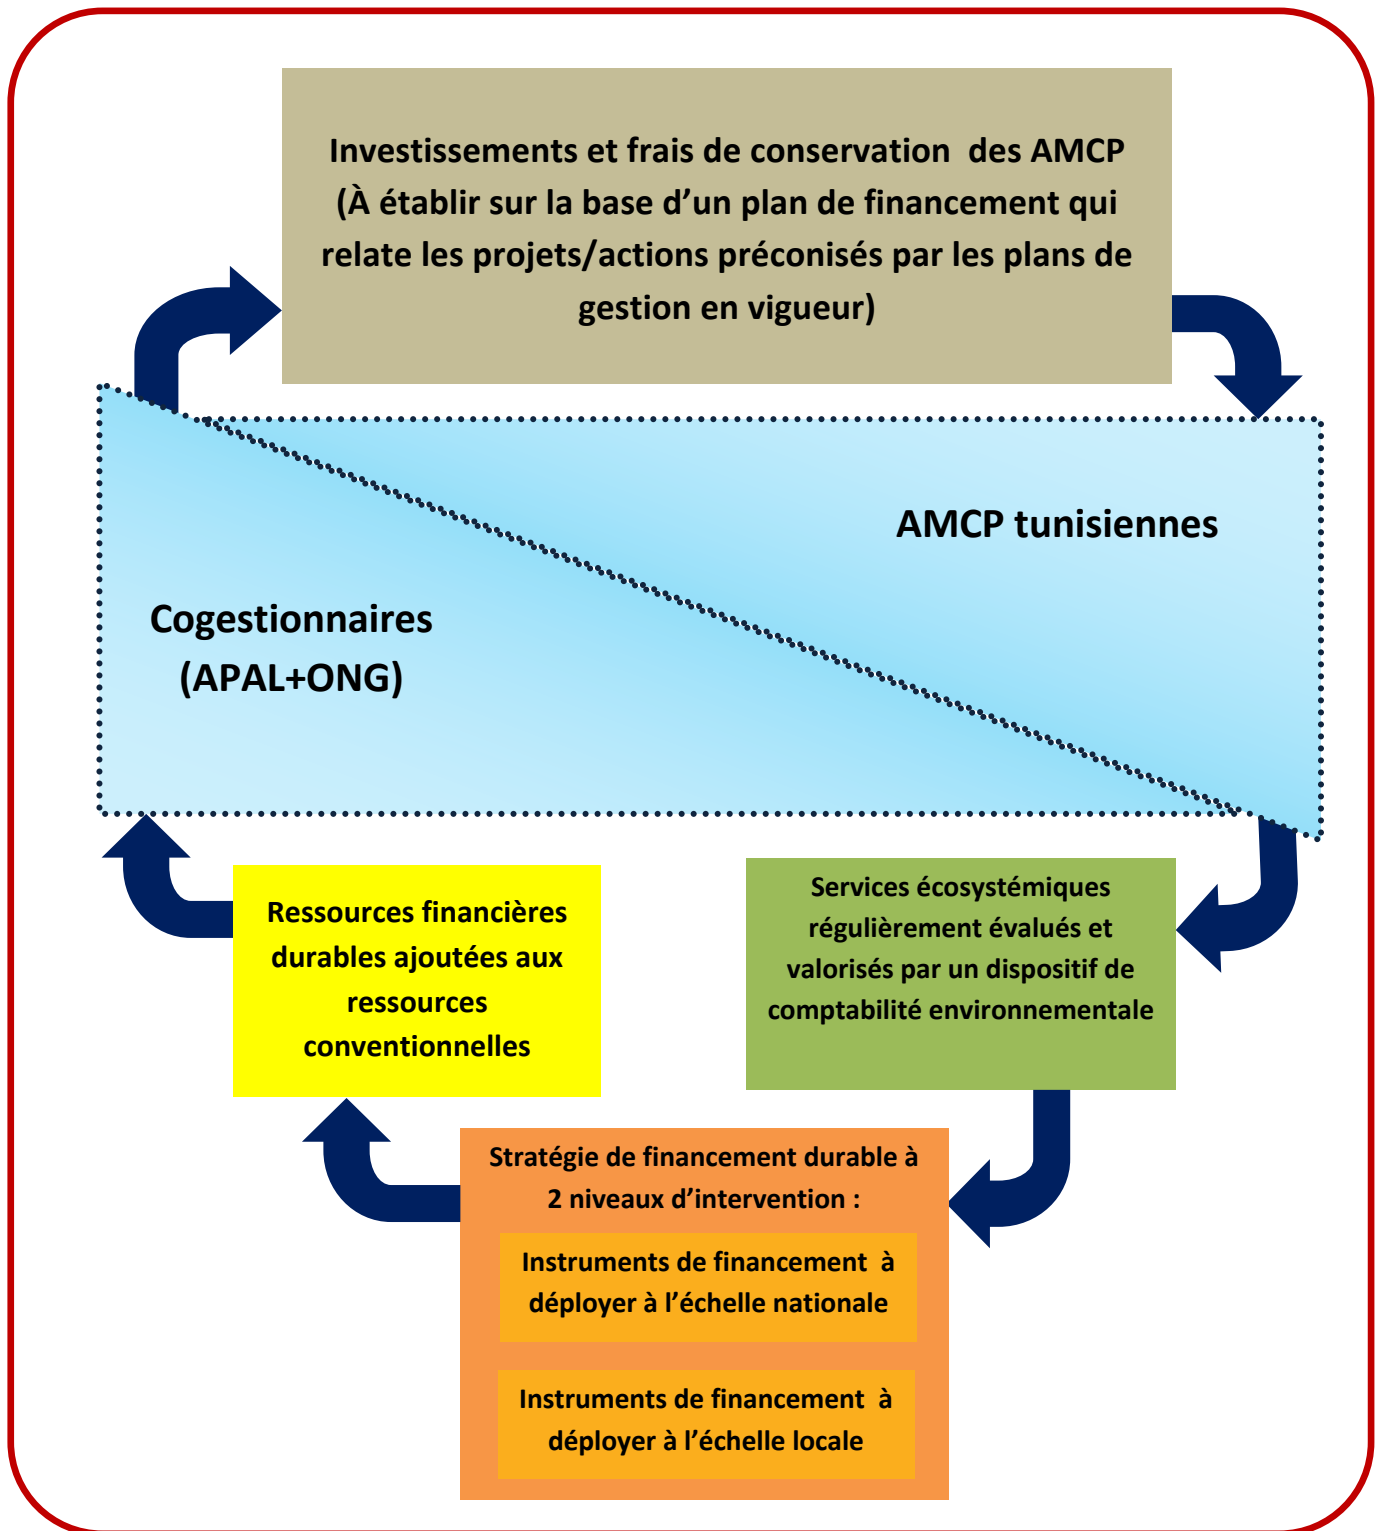 Investissements et frais de conservation  des AMCP
(À établir sur la base d’un plan de financement qui
relate les projets/actions préconisés par les plans de
gestion en vigueur)
AMCP tunisiennes
Cogestionnaires
(APAL+ONG)
Ressources financières
durables ajoutées aux
ressources
conventionnelles
Services écosystémiques
régulièrement évalués et
valorisés par un dispositif de
comptabilité environnementale
Stratégie de financement durable à
2 niveaux d’intervention :
Instruments de financement  à
déployer à l’échelle nationale
Instruments de financement  à
déployer à l’échelle locale